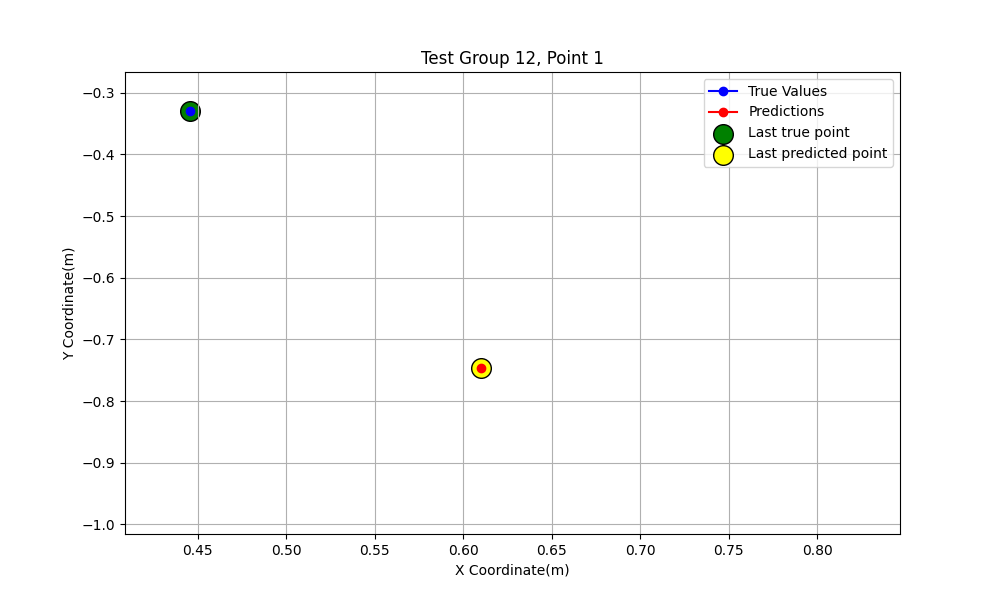 Test Group 12, Point 1
True Values
Predictions
Last true point
Last predicted point
−0.3
−0.4
−0.5
−0.6
−0.7
−0.8
−0.9
−1.0
Y Coordinate(m)
0.45 0.50 0.55 0.60 0.65 0.70 0.75 0.80
X Coordinate(m)